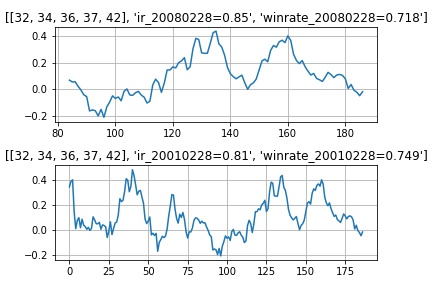 [[32, 34, 36, 37, 42], 'ir_20080228=0.85', 'winrate_20080228=0.718']
0.4
0.2
0.0
−0.2
80 100 120 140 160 180
[[32, 34, 36, 37, 42], 'ir_20010228=0.81', 'winrate_20010228=0.749']
0.4
0.2
0.0
−0.2
0 25 50 75 100 125 150 175